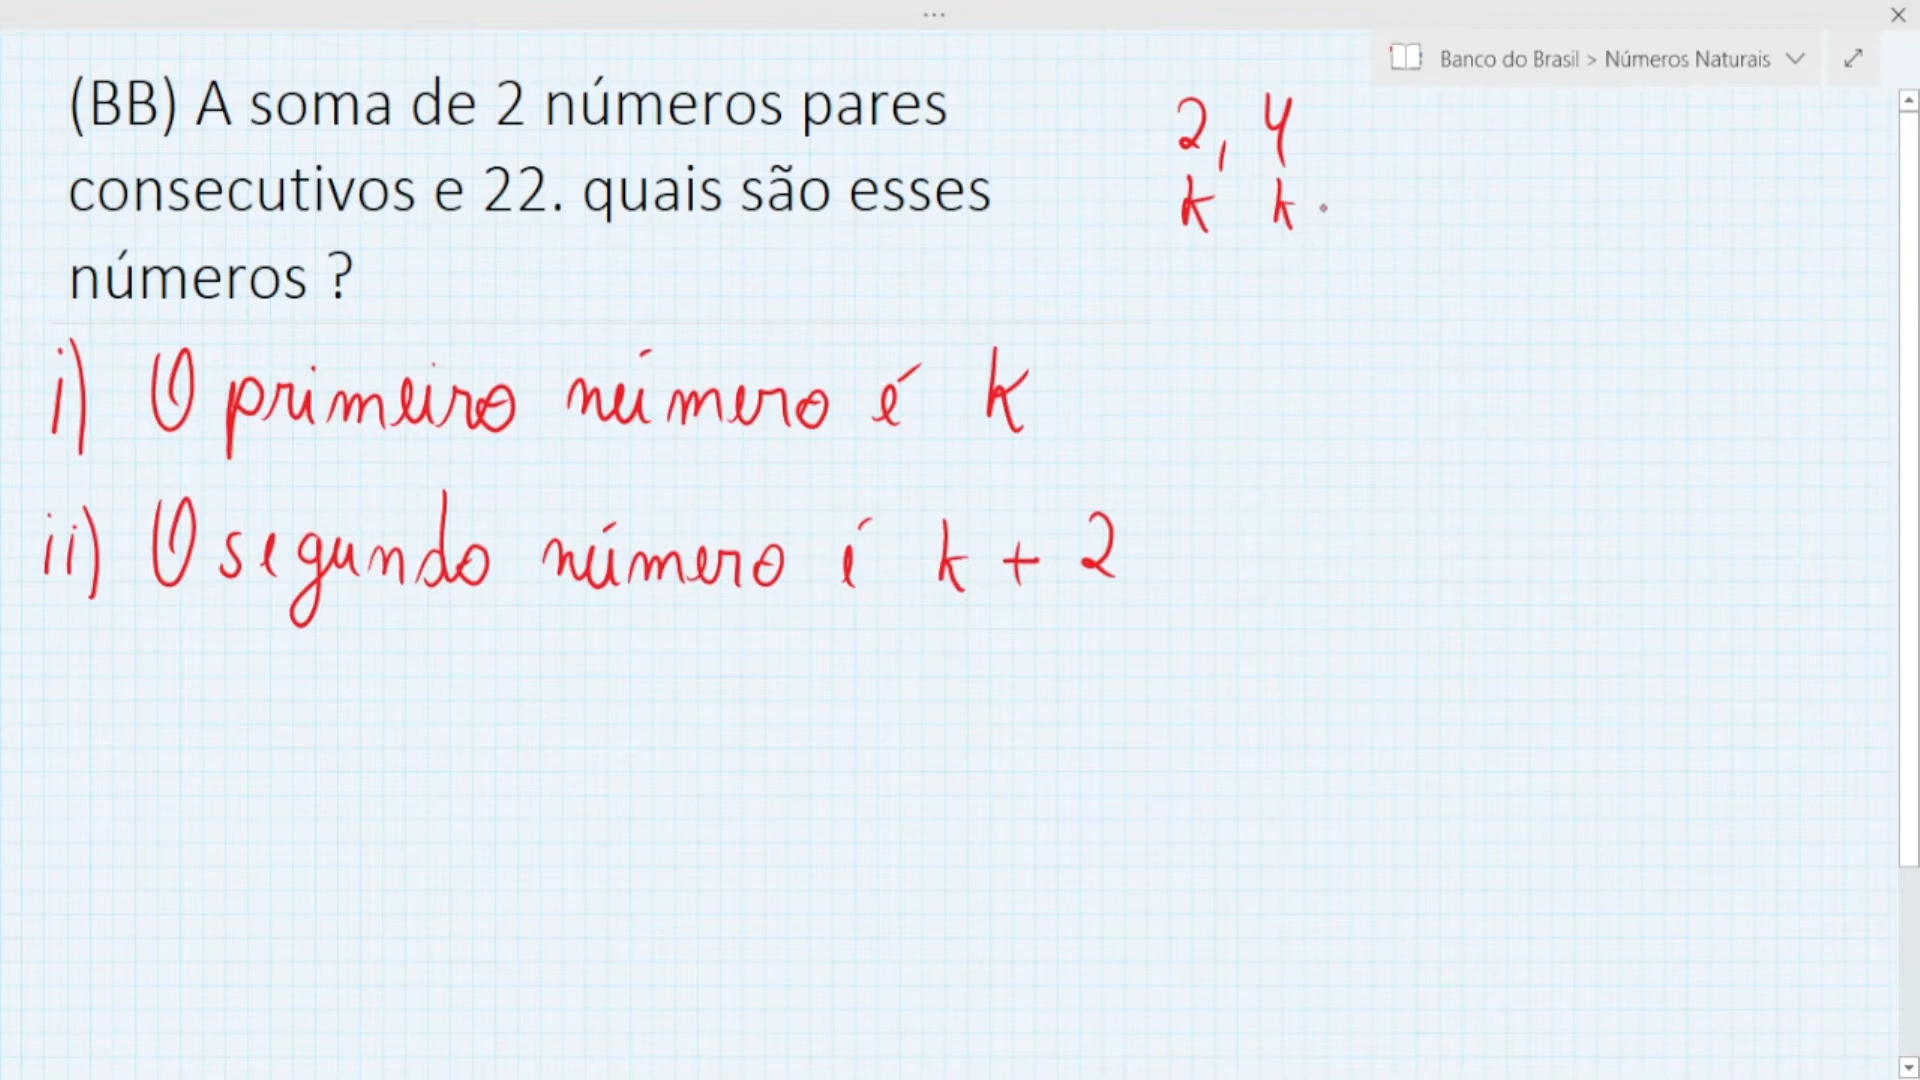 Banco do Brasil > Números Naturais
(BB) A soma de 2 números pares
consecutivos e 22. quais são esses
números ?
2, 4
k k
i) O primeiro número é k
ii) O segundo número é k + 2